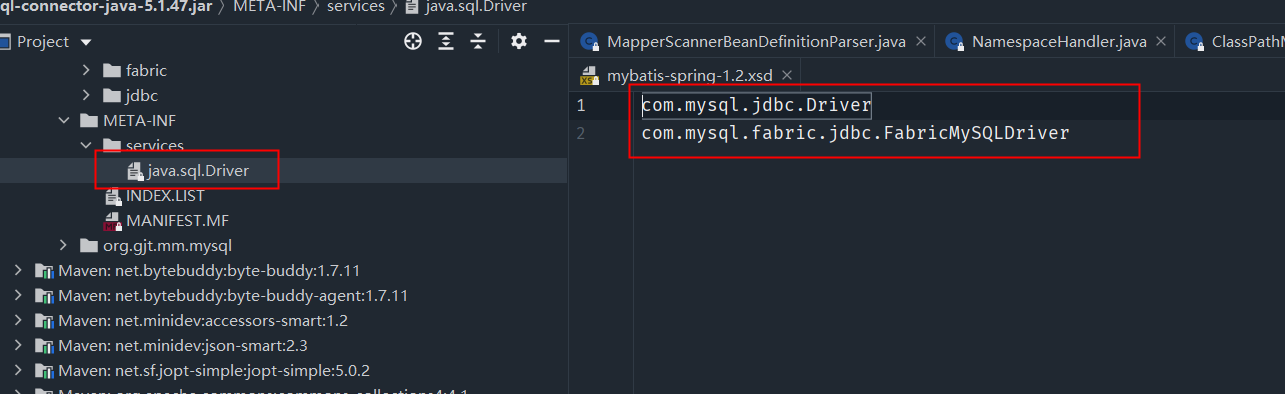 ql-connector-java-5.1.47.jar META-INF services java.sql.Driver
Project
MapperScannerBeanDefinitionParser.java NamespaceHandler.java
mybatis-spring-1.2.xsd
fabric
jdbc
META-INF
services
java.sql.Driver
INDEX.LIST
MANIFEST.MF
org.gjt.mm.mysql
Maven: net.bytebuddy:byte-buddy:1.7.11
Maven: net.bytebuddy:byte-buddy-agent:1.7.11
Maven: net.minidev:accessors-smart:1.2
Maven: net.minidev:json-smart:2.3
Maven: net.sf.jopt-simple:jopt-simple:5.0.2
1 com.mysql.jdbc.Driver
2 com.mysql.fabric.jdbc.FabricMySQLDriver